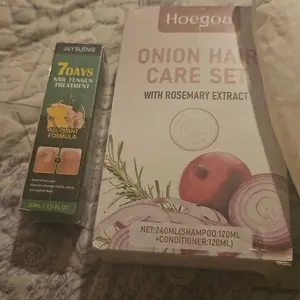 JAYSUING
7DAYS
NAIL FUNGUS
TREATMENT
FORMULA
Hoegoa
ONION HAIR
CARE SET
WITH ROSEMARY EXTRACT
NET:240ML(SHAMPOO:120ML
+CONDITIONER:120ML)